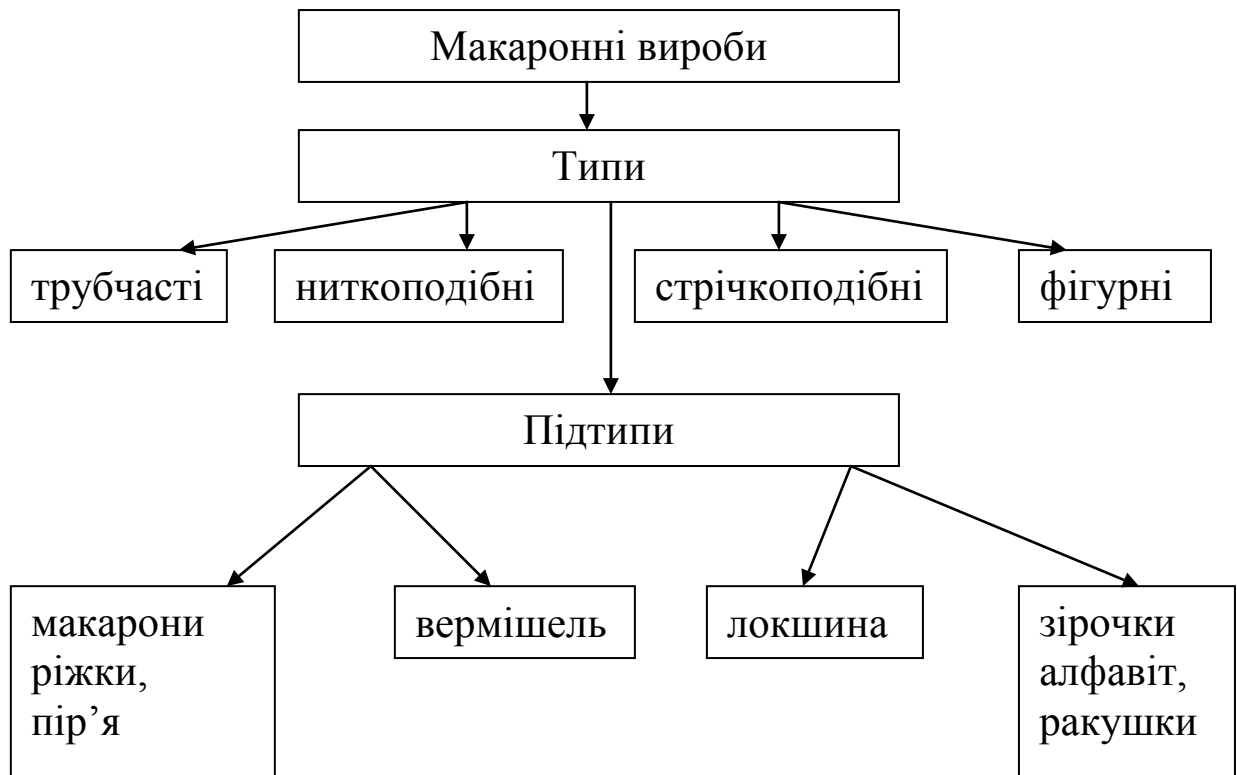 Макаронні вироби
Типи
трубчасті
ниткоподібні
стрічкоподібні
фігурні
Підтипи
макарони
ріжки,
пір’я
вермішель
локшина
зірочки
алфавіт,
ракушки